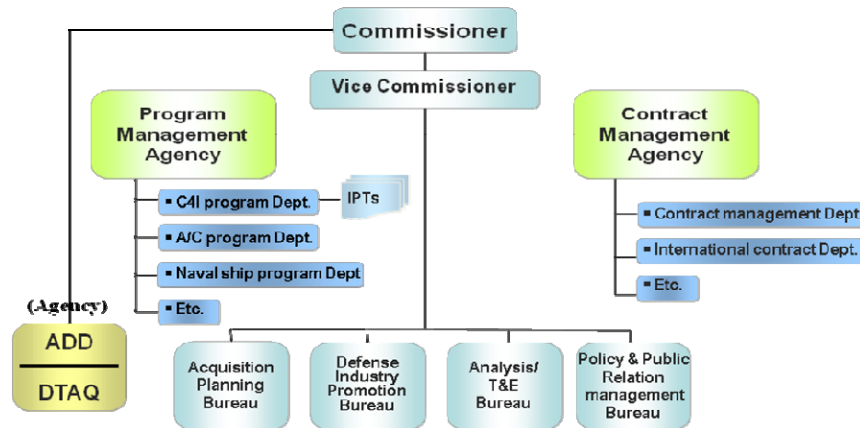 Commissioner
Vice Commissioner
Program
Management
Agency
▪ C4I program Dept.
IPTs
▪ A/C program Dept.
▪ Naval ship program Dept
▪ Etc.
Contract
Management
Agency
▪ Contract management Dept
▪ International contract Dept.
▪ Etc.
(Agency)
ADD
DTAQ
Acquisition
Planning
Bureau
Defense
Industry
Promotion
Bureau
Analysis/
T&E
Bureau
Policy & Public
Relation
management
Bureau